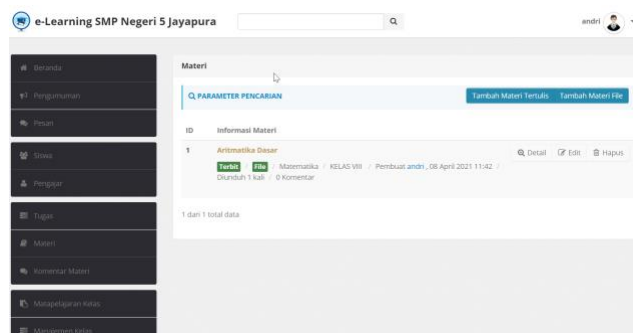 e-Learning SMP Negeri 5 Jayapura
andri
Beranda
Pengumuman
Pesan
Siswa
Pengajar
Tugas
Materi
Komentar Materi
Matapelajaran Kelas
Manajemen Kelas
Materi
PARAMETER PENCARIAN
Tambah Materi Tertulis Tambah Materi File
ID Informasi Materi
1 Aritmatika Dasar
Detail Edit Hapus
Terbit / File / Matematika / KELAS VIII / Pembuat andri , 08 April 2021 11:42 /
Diunduh 1 kali / 0 Komentar
1 dari 1 total data